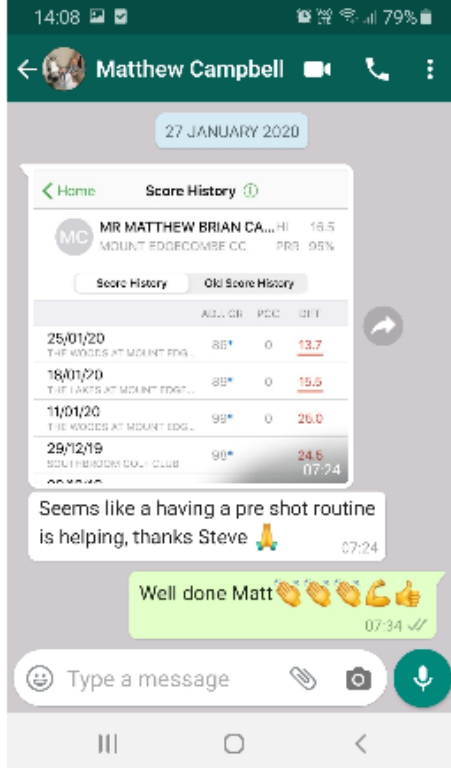 14:08 79%
Matthew Campbell
27 JANUARY 2020
Home Score History
MC MR MATTHEW BRIAN CA... HI 16.5
MOUNT EDGECOMBE CC PRB 95%
Score History Old Score History
ADJ. GR PCC DIFF
25/01/20 86* 0 13.7
THE WOODS AT MOUNT EDG...
18/01/20 0 15.5
THE LAKES AT MOUNT EDGE...
11/01/20 99* 0 26.0
THE WOODS AT MOUNT EDG...
29/12/19 98* 24.5
SOUTHBROOM GOLF CLUB
07:24
Seems like a having a pre shot routine
is helping, thanks Steve 🙏
07:24
Well done Matt👏👏👏💪👍
07:34
Type a message